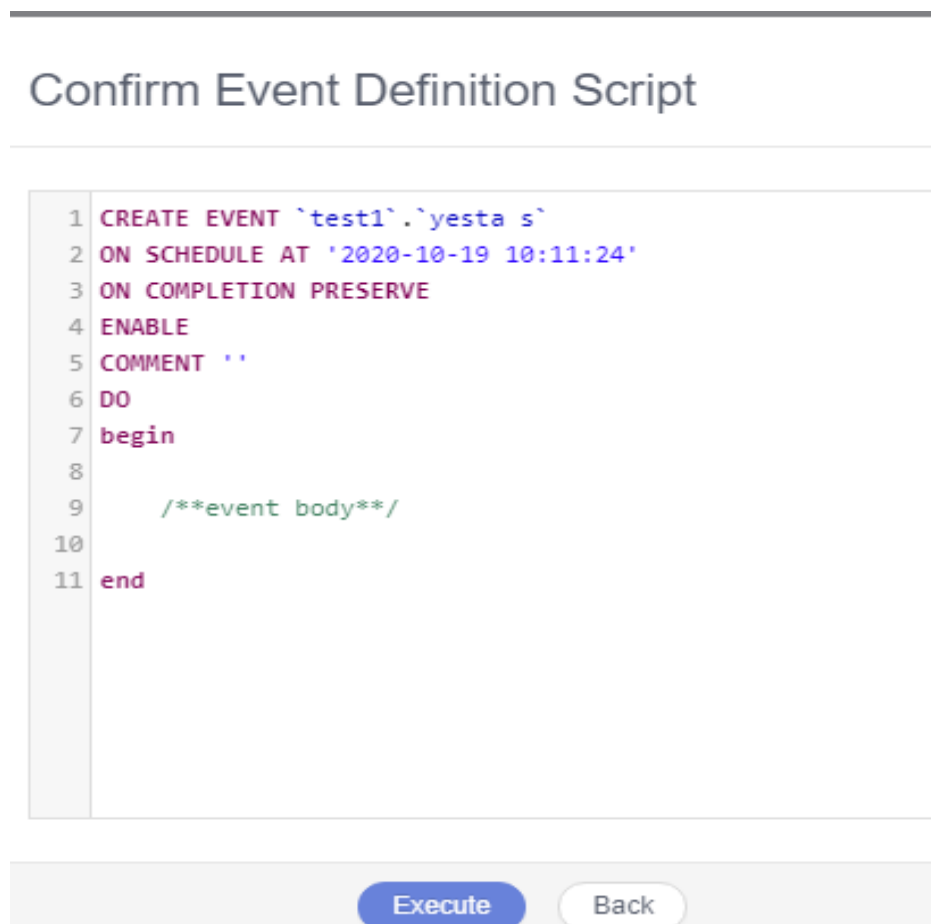 Confirm Event Definition Script
1 CREATE EVENT `test1`.`yesta s`
2 ON SCHEDULE AT '2020-10-19 10:11:24'
3 ON COMPLETION PRESERVE
4 ENABLE
5 COMMENT ''
6 DO
7 begin
8
9 /**event body**/
10
11 end
Execute Back